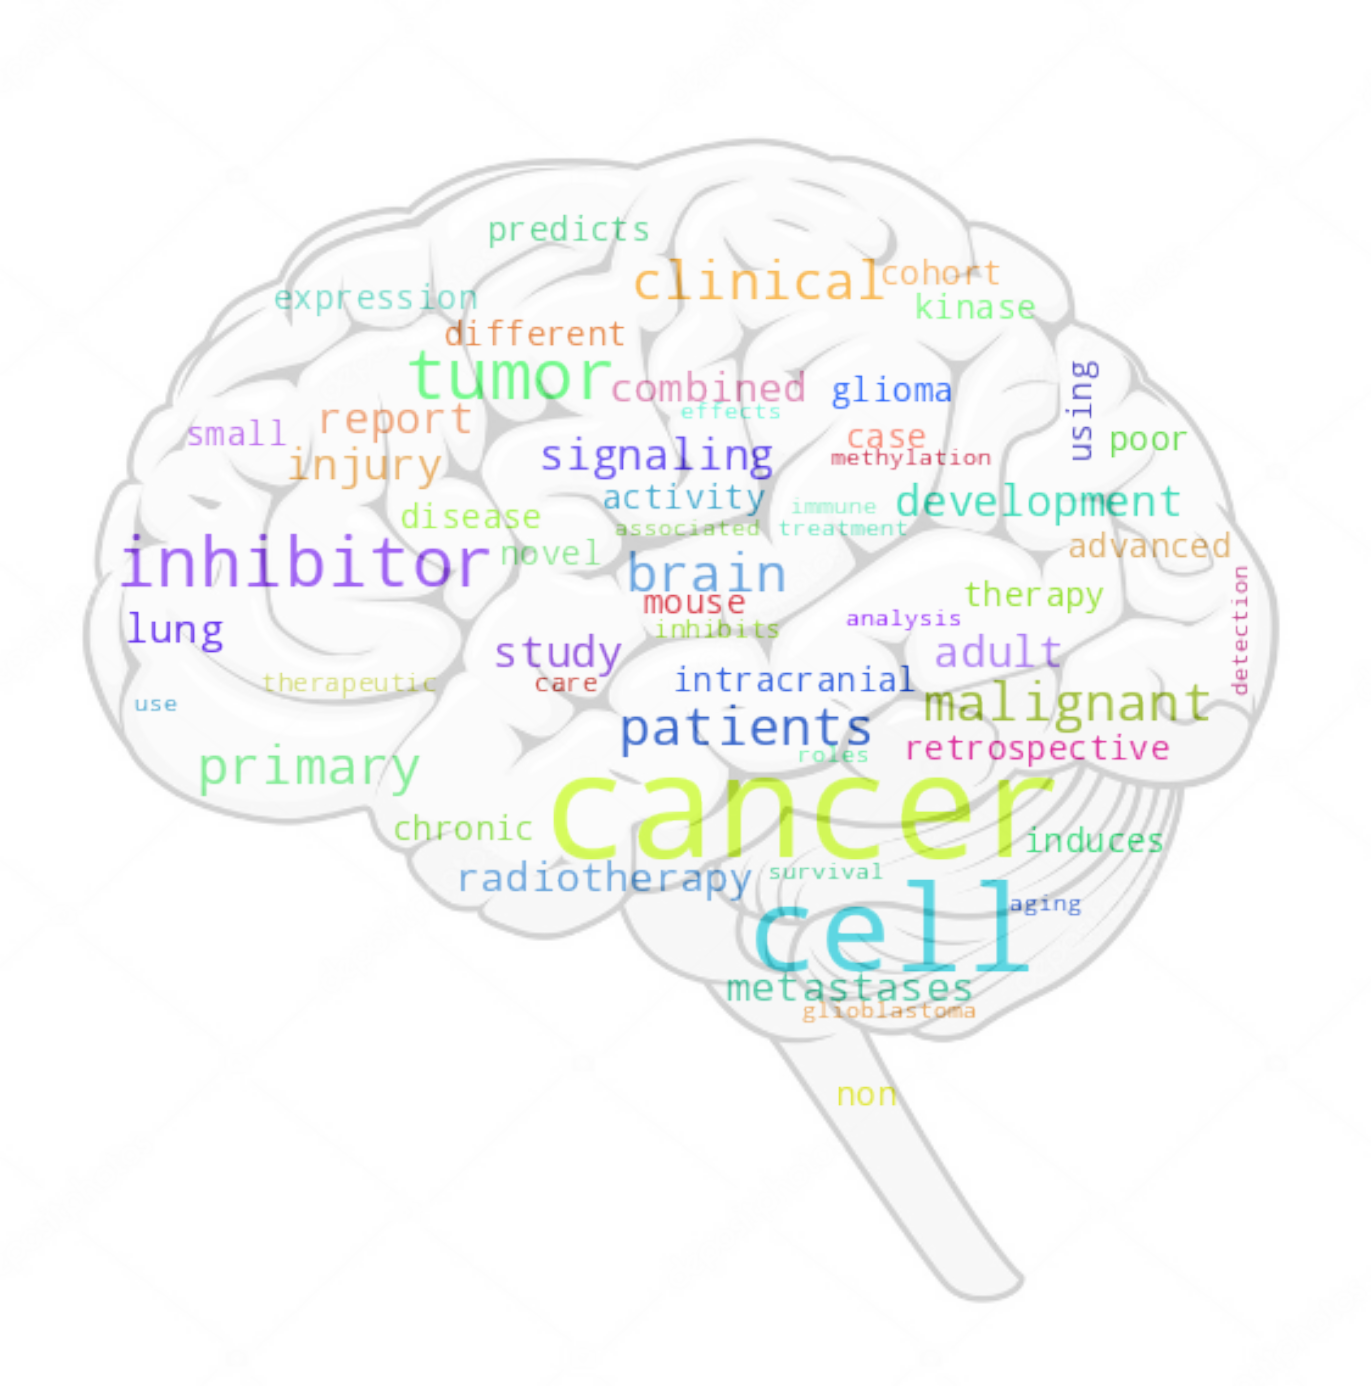 predicts
clinical
cohort
expression
kinase
different
tumor
combined
glioma
using
effects
report
small
case
poor
signaling
methylation
injury
activity
development
immune
disease
associated
treatment
advanced
inhibitor
novel
brain
detection
therapy
mouse
analysis
lung
inhibits
study
adult
therapeutic
care
intracranial
use
malignant
patients
retrospective
roles
primary
cancer
chronic
induces
radiotherapy
survival
cell
aging
metastases
glioblastoma
non